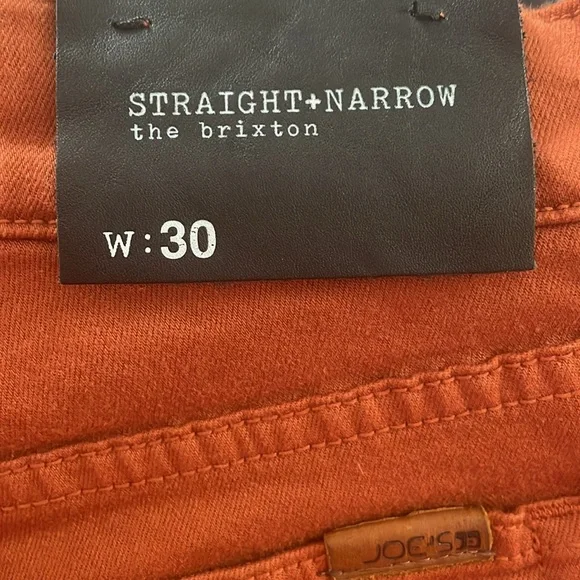 STRAIGHT+NARROW
the brixton
W:30
JOE'S